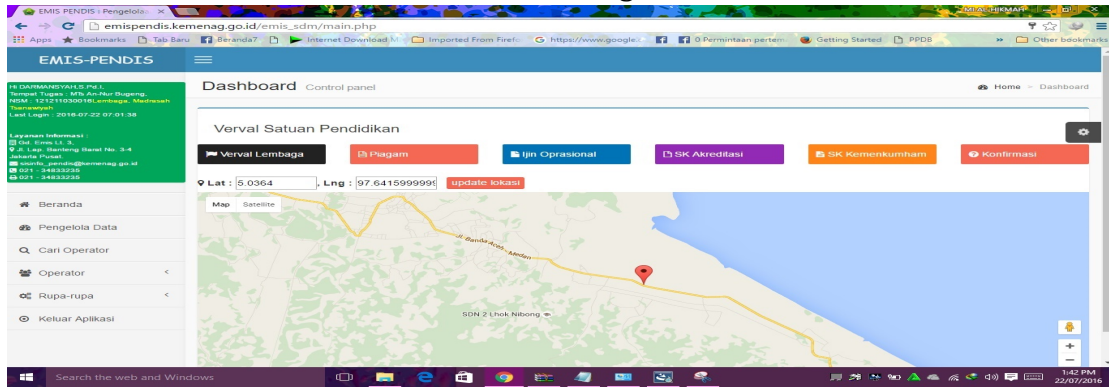 EMIS PENDIS | Pengelola
emispendis.kemenag.go.id/emis_sdm/main.php
Apps Bookmarks Tab Baru Beranda7 Internet Download M Imported From Firef https://www.google. 0 Permintaan pertem Getting Started PPDB » Other bookmarks
EMIS-PENDIS
Hi DARMANSYAH,S.Pd.I,
Tempat Tugas : MTs An-Nur Bugeng,
NSM : 121211030016Lembaga, Madrasah
Tsanawiyah
Last Login : 2016-07-22 07:01:38
Layanan Informasi :
Gd. Emis Lt. 3,
Jl. Lap. Banteng Barat No. 3-4
Jakarta Pusat.
sisinfo_pendis@kemenag.go.id
021 - 34833235
021 - 34833235
Beranda
Pengelola Data
Cari Operator
Operator <
Rupa-rupa <
Keluar Aplikasi
Dashboard Control panel
Home - Dashboard
Verval Satuan Pendidikan
Verval Lembaga Piagam Ijin Oprasional SK Akreditasi SK Kemenkumham Konfirmasi
Lat : 5.0364 , Lng : 97.6415999999 update lokasi
Map Satellite
Jl. Banda Aceh - Medan
SDN 2 Lhok Nibong
+
−
Search the web and Windows
1:42 PM
22/07/2016